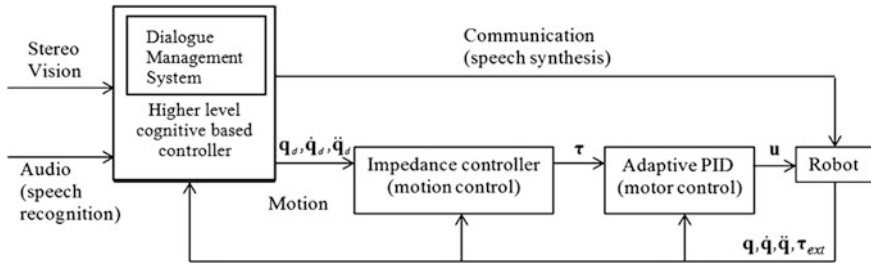 Stereo
Vision
Audio
(speech
recognition)
Dialogue
Management
System
Higher level
cognitive based
controller
Communication
(speech synthesis)
q_d, q̇_d, q̈_d
Motion
Impedance controller
(motion control)
τ
Adaptive PID
(motor control)
u
Robot
q, q̇, q̈, τ_ext